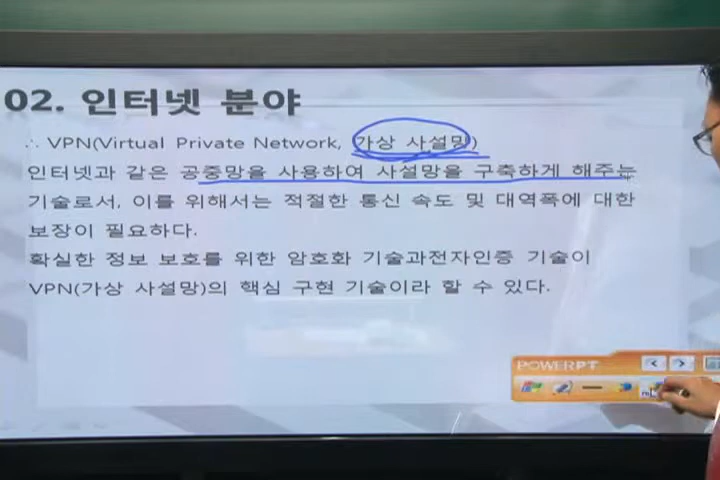 02. 인터넷 분야
∴ VPN(Virtual Private Network, 가상 사설망)
인터넷과 같은 공중망을 사용하여 사설망을 구축하게 해주는
기술로서, 이를 위해서는 적절한 통신 속도 및 대역폭에 대한
보장이 필요하다.
확실한 정보 보호를 위한 암호화 기술과전자인증 기술이
VPN(가상 사설망)의 핵심 구현 기술이라 할 수 있다.
POWERPT